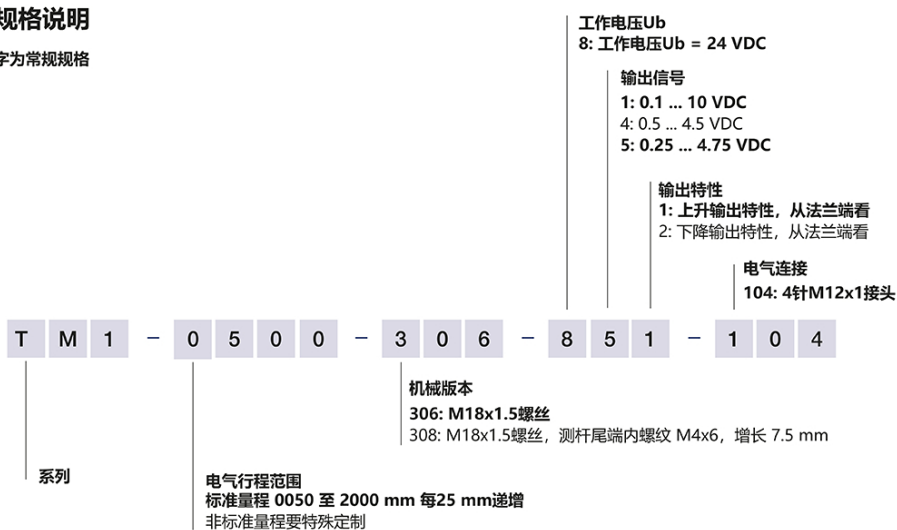 规格说明
字为常规规格
工作电压Ub
8: 工作电压Ub = 24 VDC
输出信号
1: 0.1 ... 10 VDC
4: 0.5 ... 4.5 VDC
5: 0.25 ... 4.75 VDC
输出特性
1: 上升输出特性，从法兰端看
2: 下降输出特性，从法兰端看
电气连接
104: 4针M12x1接头
T M 1 - 0 5 0 0 - 3 0 6 - 8 5 1 - 1 0 4
机械版本
306: M18x1.5螺丝
308: M18x1.5螺丝，测杆尾端内螺纹 M4x6，增长 7.5 mm
系列
电气行程范围
标准量程 0050 至 2000 mm 每25 mm递增
非标准量程要特殊定制